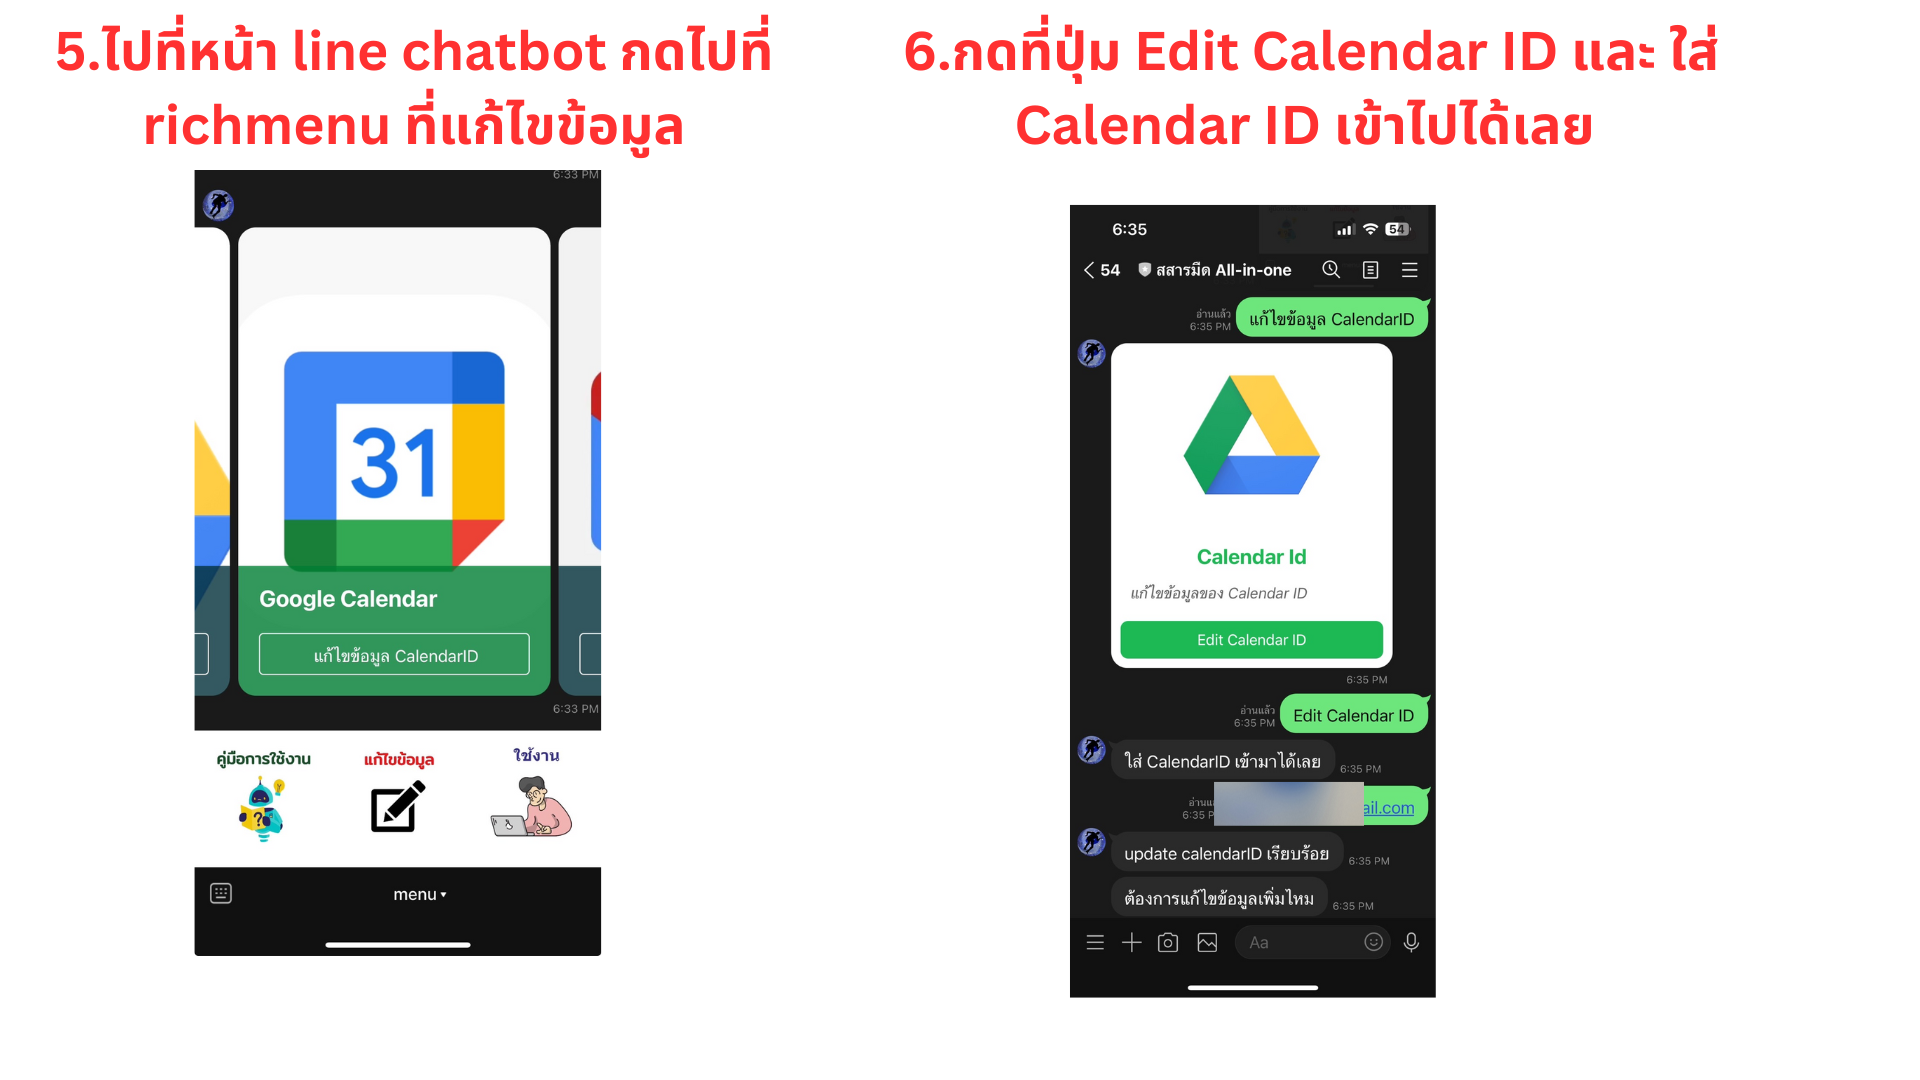 5.ไปที่หน้า line chatbot กดไปที่
richmenu ที่แก้ไขข้อมูล
6:33 PM
31
Google Calendar
แก้ไขข้อมูล CalendarID
6:33 PM
คู่มือการใช้งาน
แก้ไขข้อมูล
ใช้งาน
?
menu ▾
6.กดที่ปุ่ม Edit Calendar ID และ ใส่
Calendar ID เข้าไปได้เลย
6:35
54
54 สสารมืด All-in-one
อ่านแล้ว
6:35 PM
แก้ไขข้อมูล CalendarID
Calendar Id
แก้ไขข้อมูลของ Calendar ID
Edit Calendar ID
6:35 PM
อ่านแล้ว
6:35 PM
Edit Calendar ID
ใส่ CalendarID เข้ามาได้เลย
6:35 PM
6:35
ail.com
update calendarID เรียบร้อย
6:35 PM
ต้องการแก้ไขข้อมูลเพิ่มไหม
6:35 PM
Aa